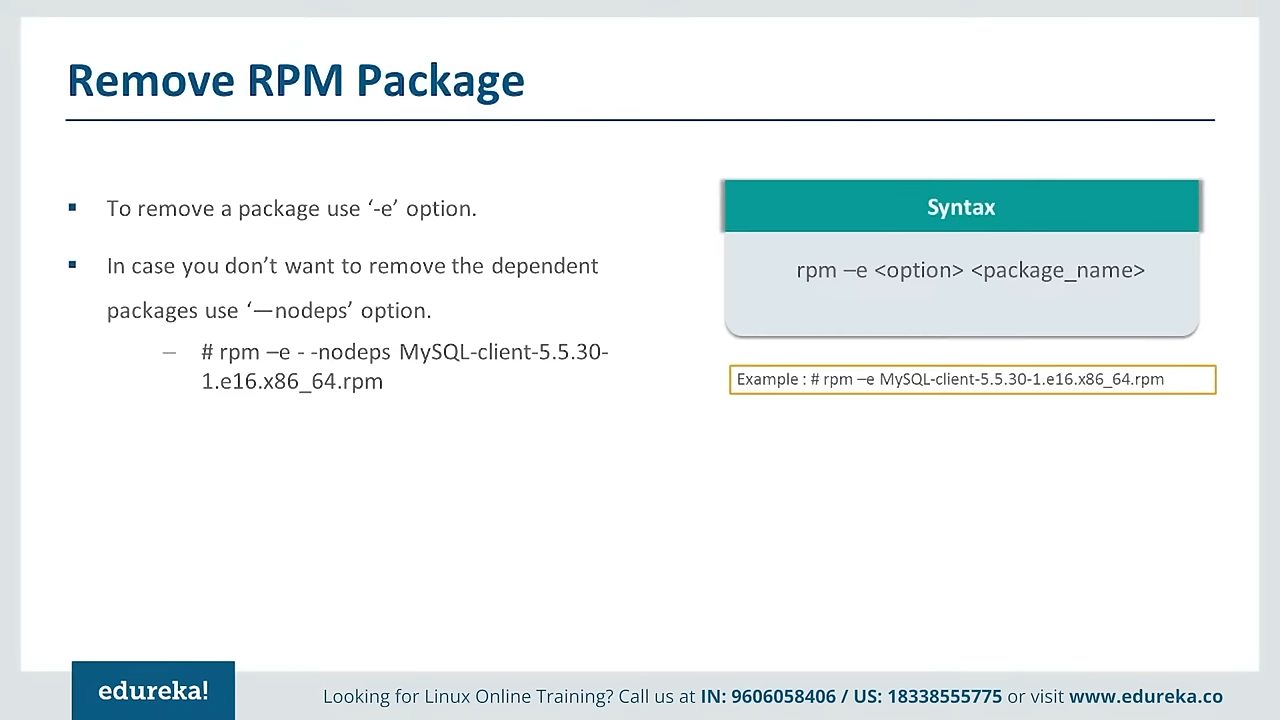 Remove RPM Package
▪ To remove a package use ‘-e’ option.
▪ In case you don’t want to remove the dependent
packages use ‘—nodeps’ option.
– # rpm –e - -nodeps MySQL-client-5.5.30-
1.e16.x86_64.rpm
Syntax
rpm –e <option> <package_name>
Example : # rpm –e MySQL-client-5.5.30-1.e16.x86_64.rpm
edureka!
Looking for Linux Online Training? Call us at IN: 9606058406 / US: 18338555775 or visit www.edureka.co